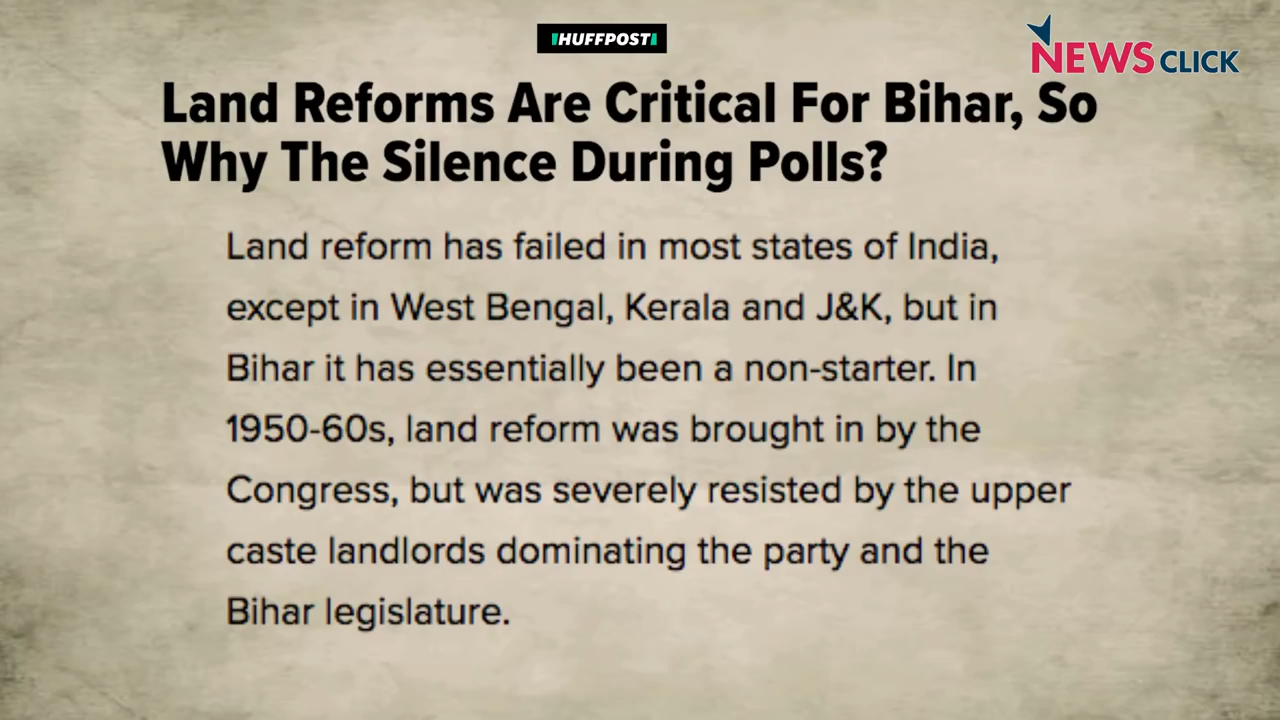 HUFFPOST
NEWS CLICK
Land Reforms Are Critical For Bihar, So
Why The Silence During Polls?
Land reform has failed in most states of India,
except in West Bengal, Kerala and J&K, but in
Bihar it has essentially been a non-starter. In
1950-60s, land reform was brought in by the
Congress, but was severely resisted by the upper
caste landlords dominating the party and the
Bihar legislature.